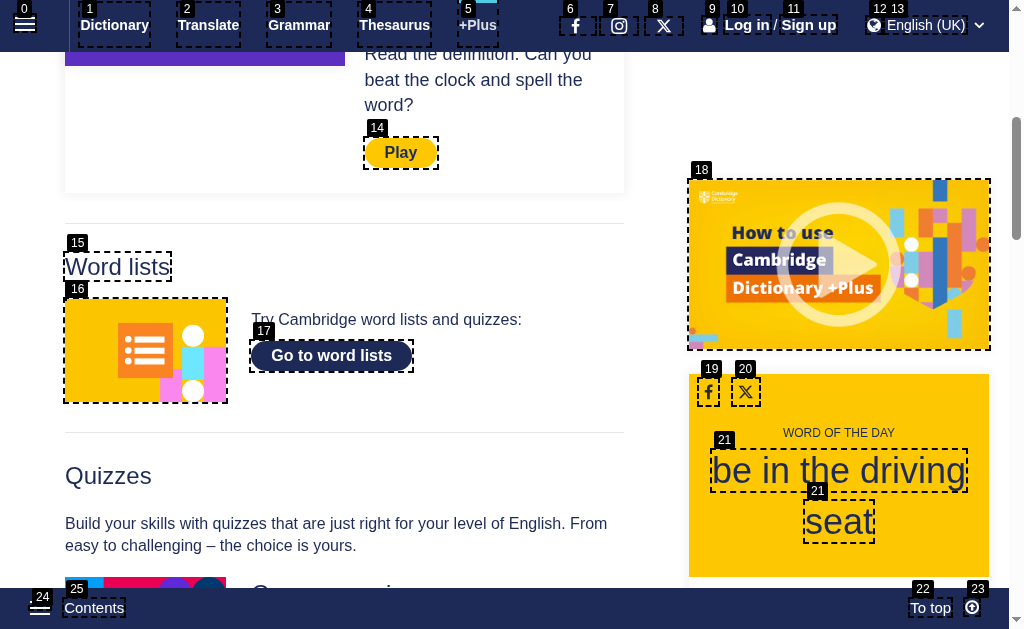 0
1
2
3
4
5
6
7
8
9
10
11
12
13
Dictionary
Translate
Grammar
Thesaurus
+Plus
Log in / Sign up
English (UK)
Read the definition. Can you
beat the clock and spell the
word?
14
Play
15
Word lists
16
Try Cambridge word lists and quizzes:
17
Go to word lists
Quizzes
Build your skills with quizzes that are just right for your level of English. From
easy to challenging – the choice is yours.
18
Cambridge
Dictionary
How to use
Cambridge
Dictionary +Plus
19
20
WORD OF THE DAY
21
be in the driving
21
seat
24
25
Contents
22
To top
23